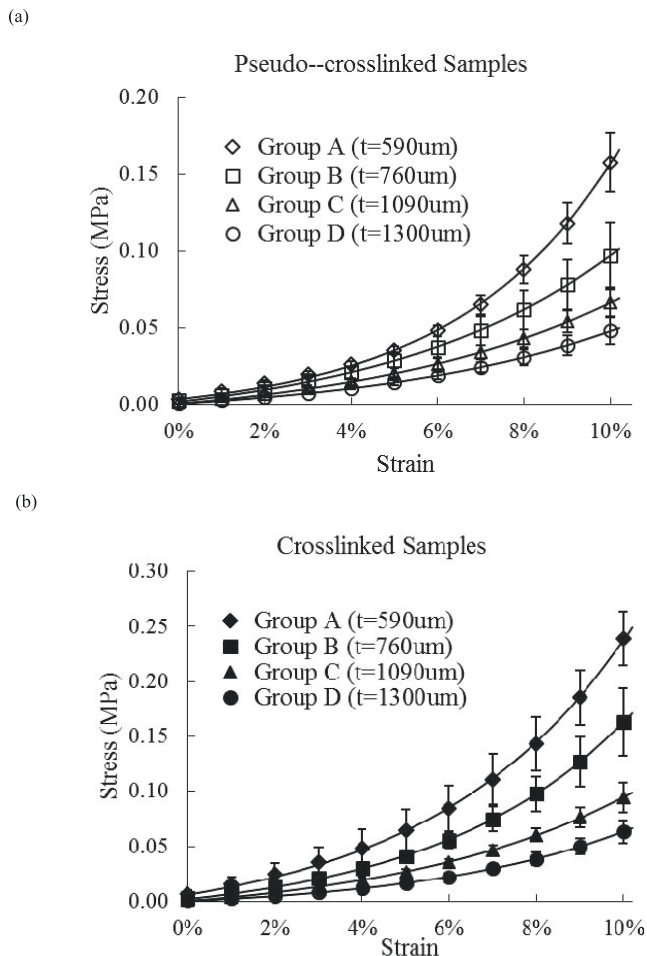 (a)
Pseudo--crosslinked Samples
0.20
0.15
0.10
0.05
0.00
Stress (MPa)
Group A (t=590um)
Group B (t=760um)
Group C (t=1090um)
Group D (t=1300um)
0% 2% 4% 6% 8% 10%
Strain
(b)
Crosslinked Samples
0.30
0.25
0.20
0.15
0.10
0.05
0.00
Stress (MPa)
Group A (t=590um)
Group B (t=760um)
Group C (t=1090um)
Group D (t=1300um)
0% 2% 4% 6% 8% 10%
Strain